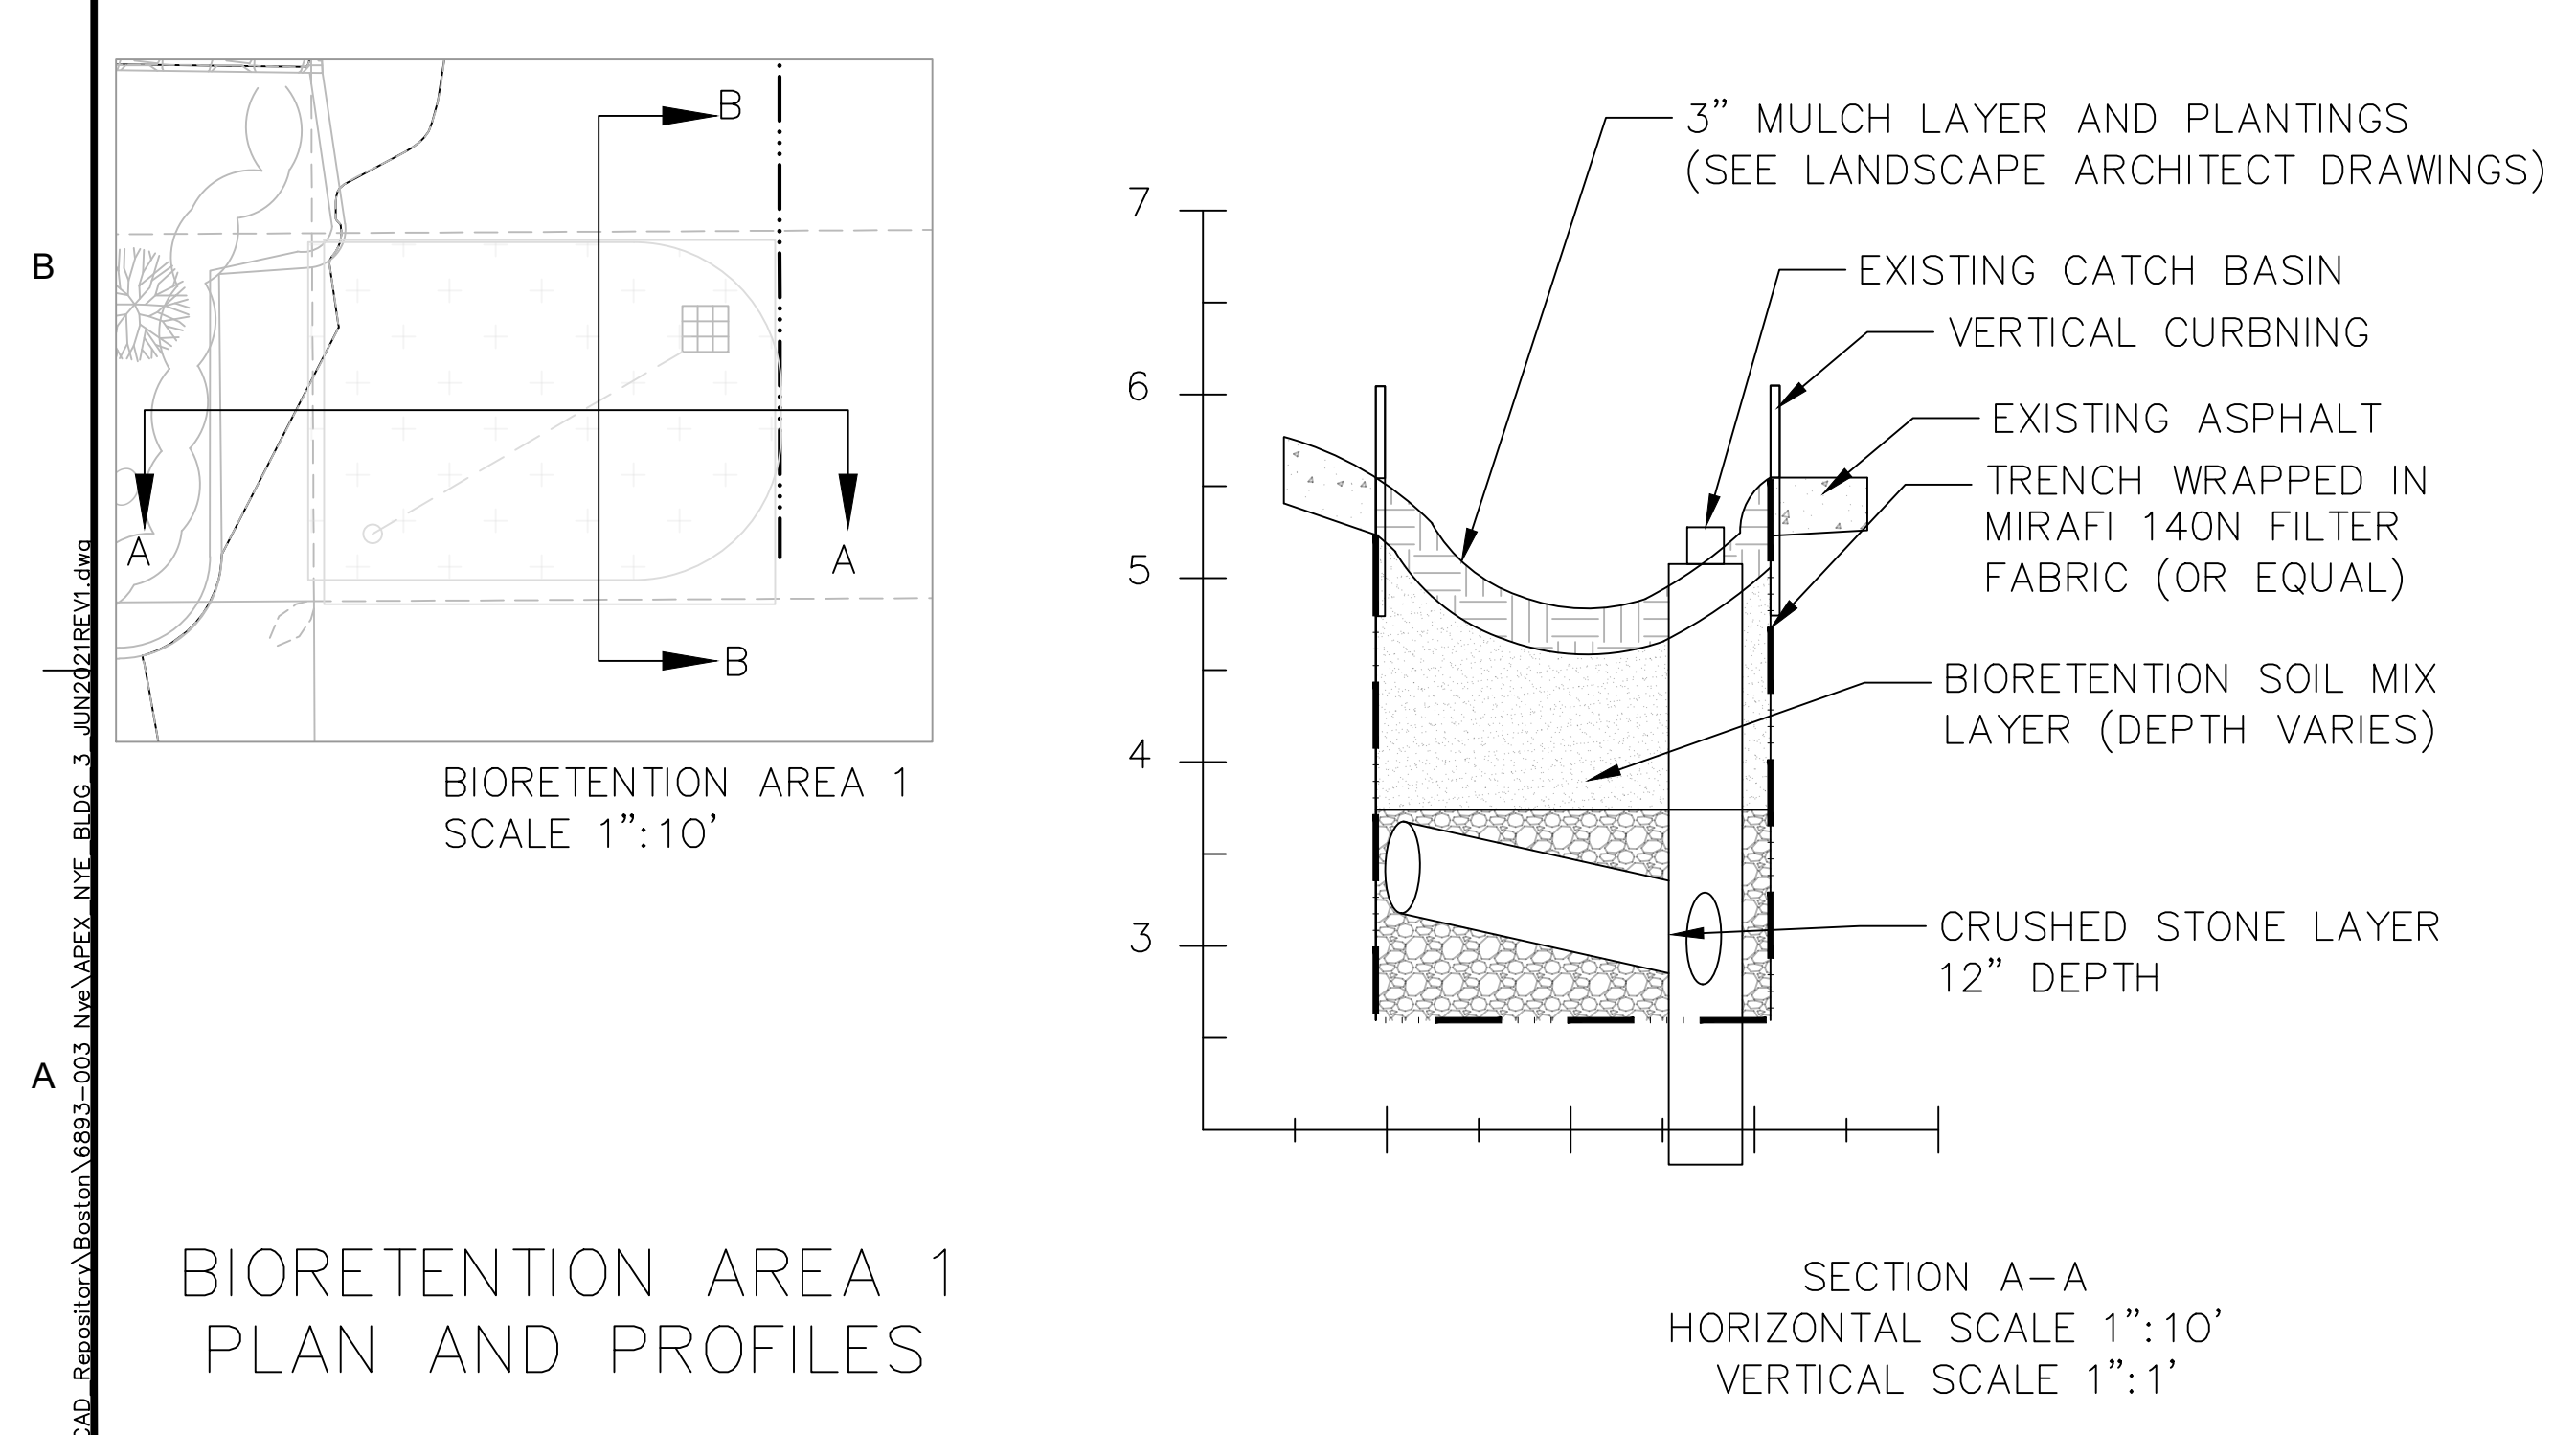 B
B
A
A
B
BIORETENTION AREA 1
SCALE 1":10'
B
A
CAD Repository\Boston\6893-003 Nye\APEX NYE BLDG 3 JUN2021REV1.dwg
BIORETENTION AREA 1
PLAN AND PROFILES
7
6
5
4
3
3" MULCH LAYER AND PLANTINGS
(SEE LANDSCAPE ARCHITECT DRAWINGS)
EXISTING CATCH BASIN
VERTICAL CURBNING
EXISTING ASPHALT
TRENCH WRAPPED IN
MIRAFI 140N FILTER
FABRIC (OR EQUAL)
BIORETENTION SOIL MIX
LAYER (DEPTH VARIES)
CRUSHED STONE LAYER
12" DEPTH
SECTION A-A
HORIZONTAL SCALE 1":10'
VERTICAL SCALE 1":1'